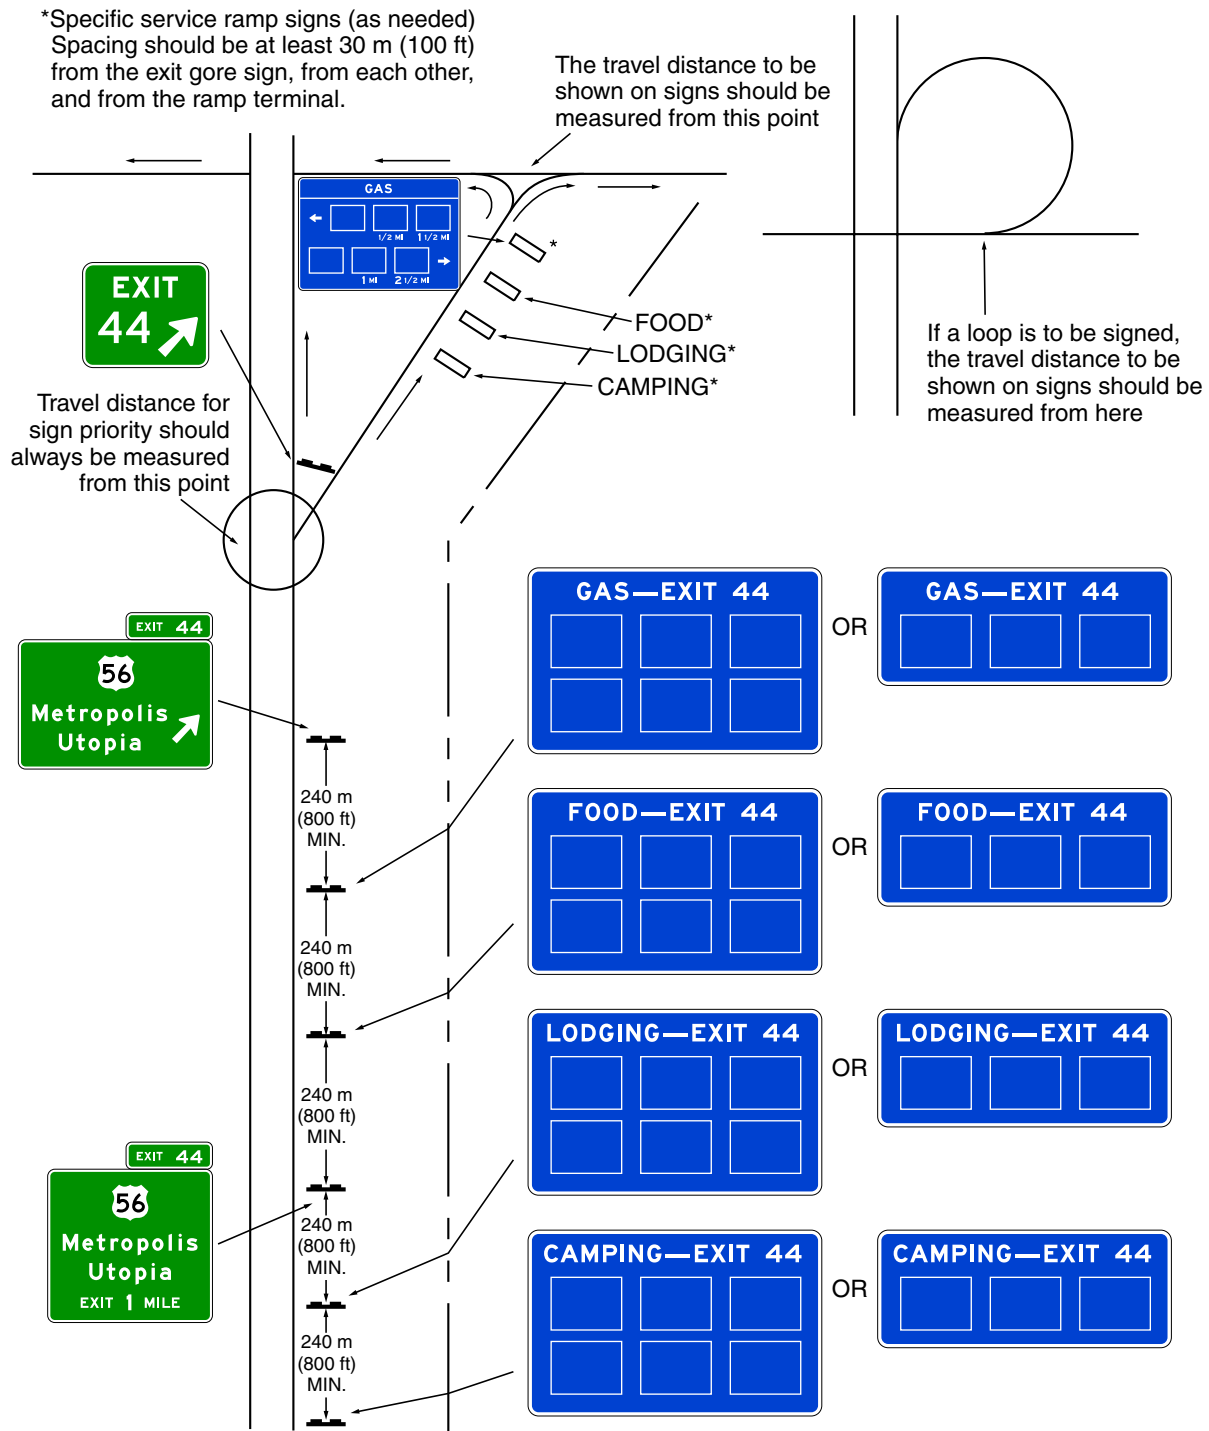 *Specific service ramp signs (as needed)
Spacing should be at least 30 m (100 ft)
from the exit gore sign, from each other,
and from the ramp terminal.
The travel distance to be
shown on signs should be
measured from this point
GAS
1/2 MI 1 1/2 MI
1 MI 2 1/2 MI
*
EXIT
44
FOOD*
LODGING*
CAMPING*
If a loop is to be signed,
the travel distance to be
shown on signs should be
measured from here
Travel distance for
sign priority should
always be measured
from this point
EXIT 44
56
Metropolis
Utopia
GAS—EXIT 44
OR
GAS—EXIT 44
240 m
(800 ft)
MIN.
FOOD—EXIT 44
OR
FOOD—EXIT 44
240 m
(800 ft)
MIN.
LODGING—EXIT 44
OR
LODGING—EXIT 44
240 m
(800 ft)
MIN.
EXIT 44
56
Metropolis
Utopia
EXIT 1 MILE
240 m
(800 ft)
MIN.
CAMPING—EXIT 44
OR
CAMPING—EXIT 44
240 m
(800 ft)
MIN.